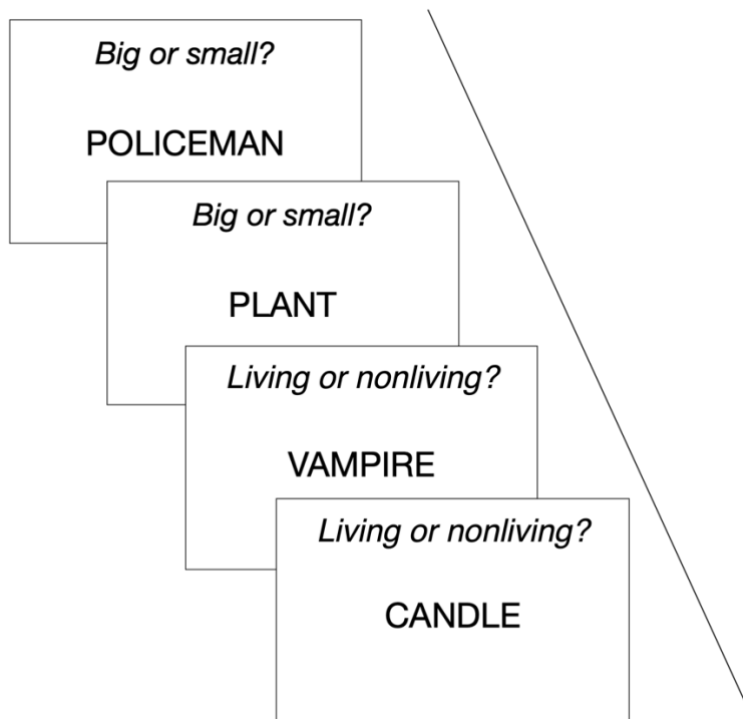 Big or small?
POLICEMAN
Big or small?
PLANT
Living or nonliving?
VAMPIRE
Living or nonliving?
CANDLE